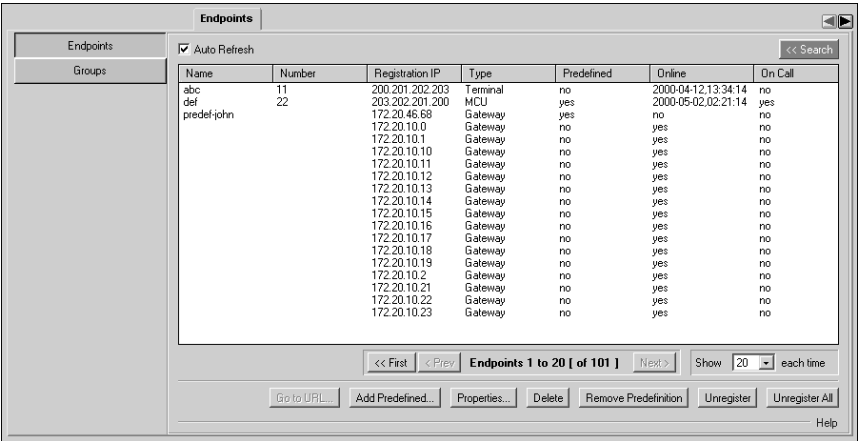 Endpoints
Endpoints
Groups
Auto Refresh
<< Search
Name Number Registration IP Type Predefined Online On Call
abc 11 200.201.202.203 Terminal no 2000-04-12,13:34:14 no
def 22 203.202.201.200 MCU yes 2000-05-02,02:21:14 yes
predef-john 172.20.46.68 Gateway yes no
172.20.10.0 Gateway no yes no
172.20.10.1 Gateway no yes no
172.20.10.10 Gateway no yes no
172.20.10.11 Gateway no yes no
172.20.10.12 Gateway no yes no
172.20.10.13 Gateway no yes no
172.20.10.14 Gateway no yes no
172.20.10.15 Gateway no yes no
172.20.10.16 Gateway no yes no
172.20.10.17 Gateway no yes no
172.20.10.18 Gateway no yes no
172.20.10.19 Gateway no yes no
172.20.10.2 Gateway no yes no
172.20.10.21 Gateway no yes no
172.20.10.22 Gateway no yes no
172.20.10.23 Gateway no yes no
<< First < Prev Endpoints 1 to 20 [ of 101 ] Next > Show 20 each time
Go to URL... Add Predefined... Properties... Delete Remove Predefinition Unregister Unregister All
Help